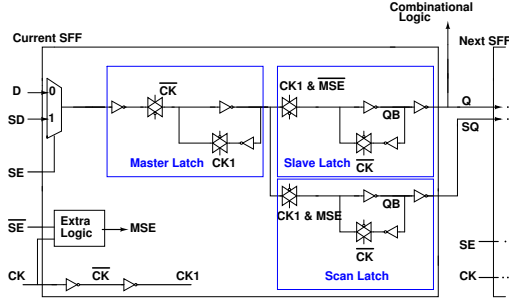 Combinational
Logic
Current SFF
Next SFF
D
0
SD
1
SE
CK
CK1
Master Latch
CK1 & MSE
QB
CK
Slave Latch
Q
SQ
CK1 & MSE
QB
CK
Scan Latch
SE
Extra
Logic
MSE
CK
CK
CK1
SE
CK